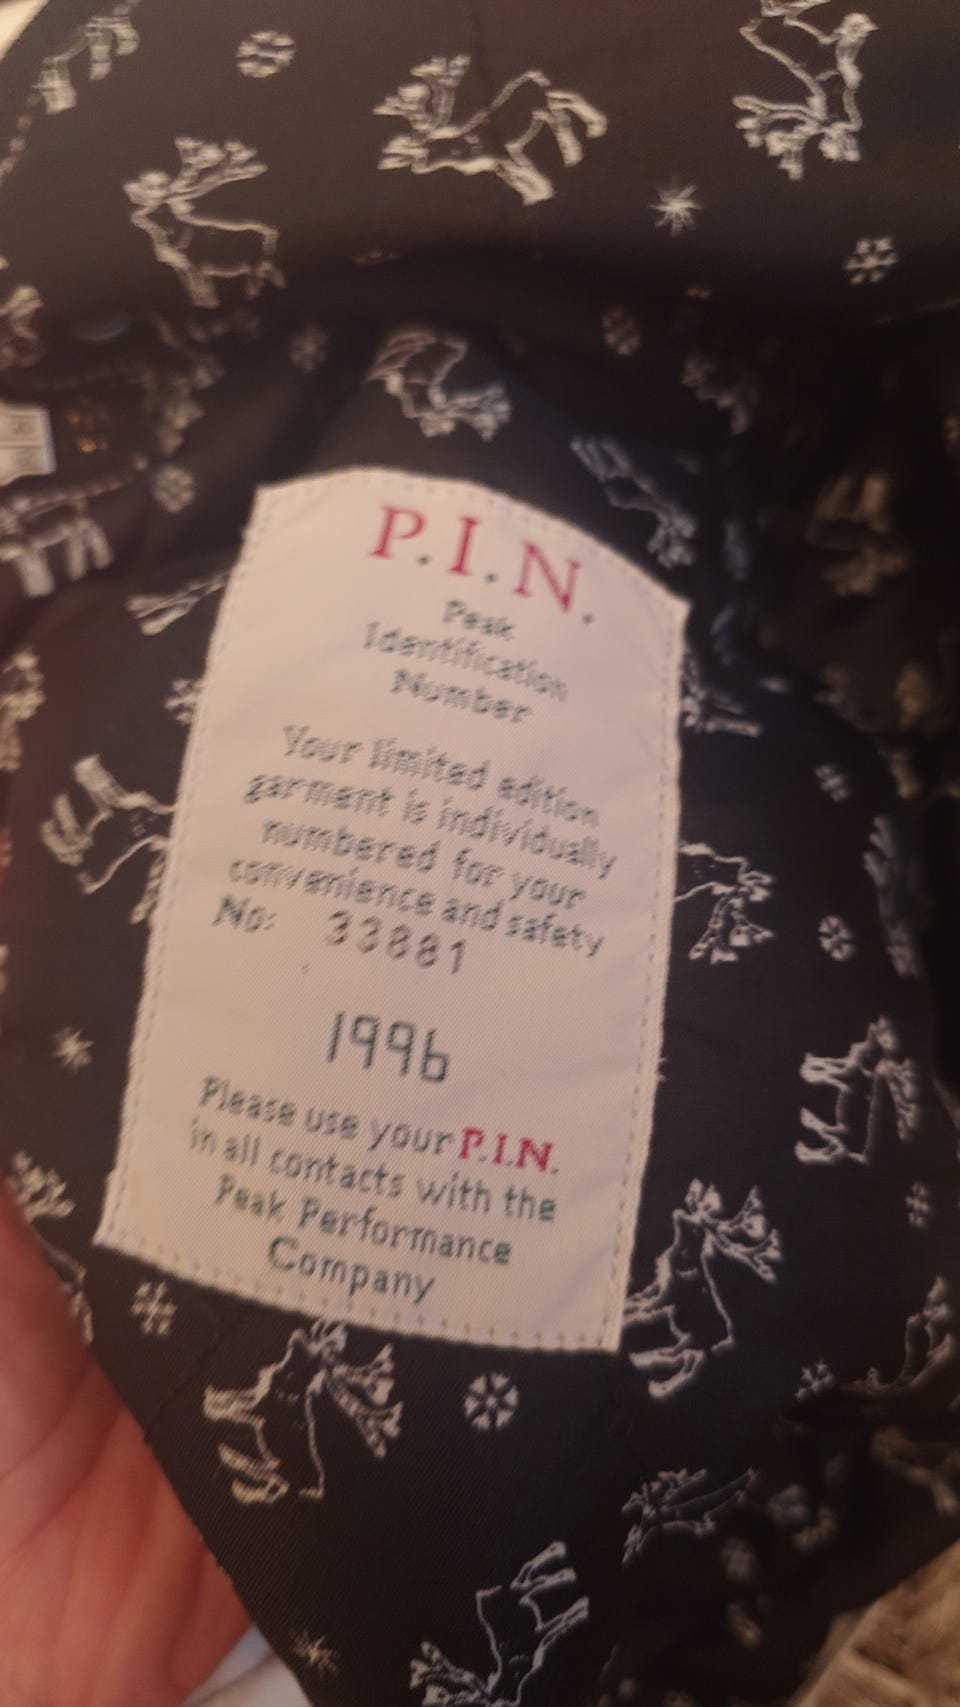 P.I.N.
Peak
Identification
Number
Your limited edition
garment is individually
numbered for your
convenience and safety
No: 33881
1996
Please use your P.I.N.
in all contacts with the
Peak Performance
Company